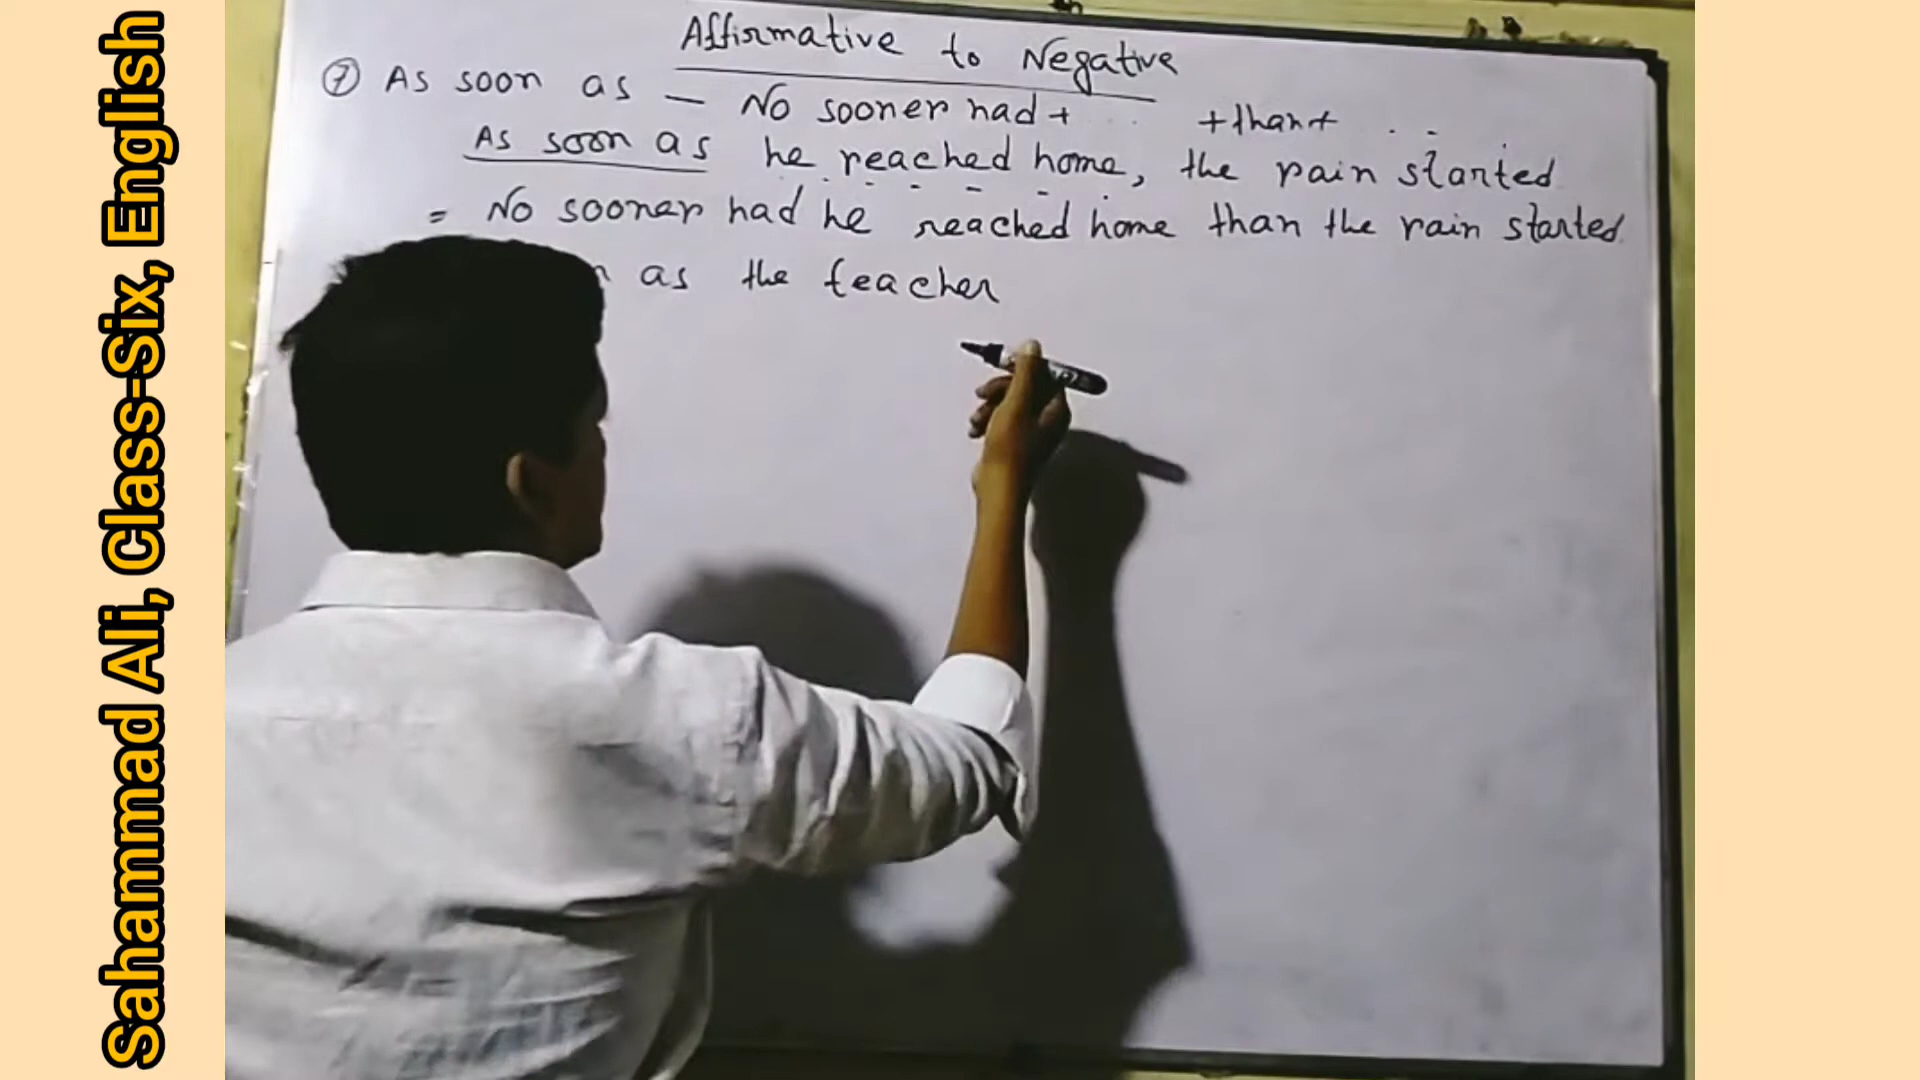 Sahammad Ali, Class-Six, English
Affirmative to Negative
⑦ As soon as — No sooner had + .. + than + ...
As soon as he reached home, the rain started
= No sooner had he reached home than the rain started.
as the teacher